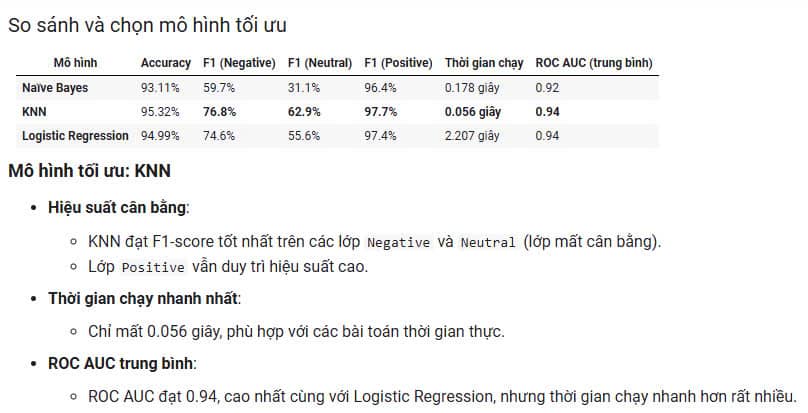 So sánh và chọn mô hình tối ưu
Mô hình Accuracy F1 (Negative) F1 (Neutral) F1 (Positive) Thời gian chạy ROC AUC (trung bình)
Naïve Bayes 93.11% 59.7% 31.1% 96.4% 0.178 giây 0.92
KNN 95.32% 76.8% 62.9% 97.7% 0.056 giây 0.94
Logistic Regression 94.99% 74.6% 55.6% 97.4% 2.207 giây 0.94
Mô hình tối ưu: KNN
• Hiệu suất cân bằng:
◦ KNN đạt F1-score tốt nhất trên các lớp Negative và Neutral (lớp mất cân bằng).
◦ Lớp Positive vẫn duy trì hiệu suất cao.
• Thời gian chạy nhanh nhất:
◦ Chỉ mất 0.056 giây, phù hợp với các bài toán thời gian thực.
• ROC AUC trung bình:
◦ ROC AUC đạt 0.94, cao nhất cùng với Logistic Regression, nhưng thời gian chạy nhanh hơn rất nhiều.